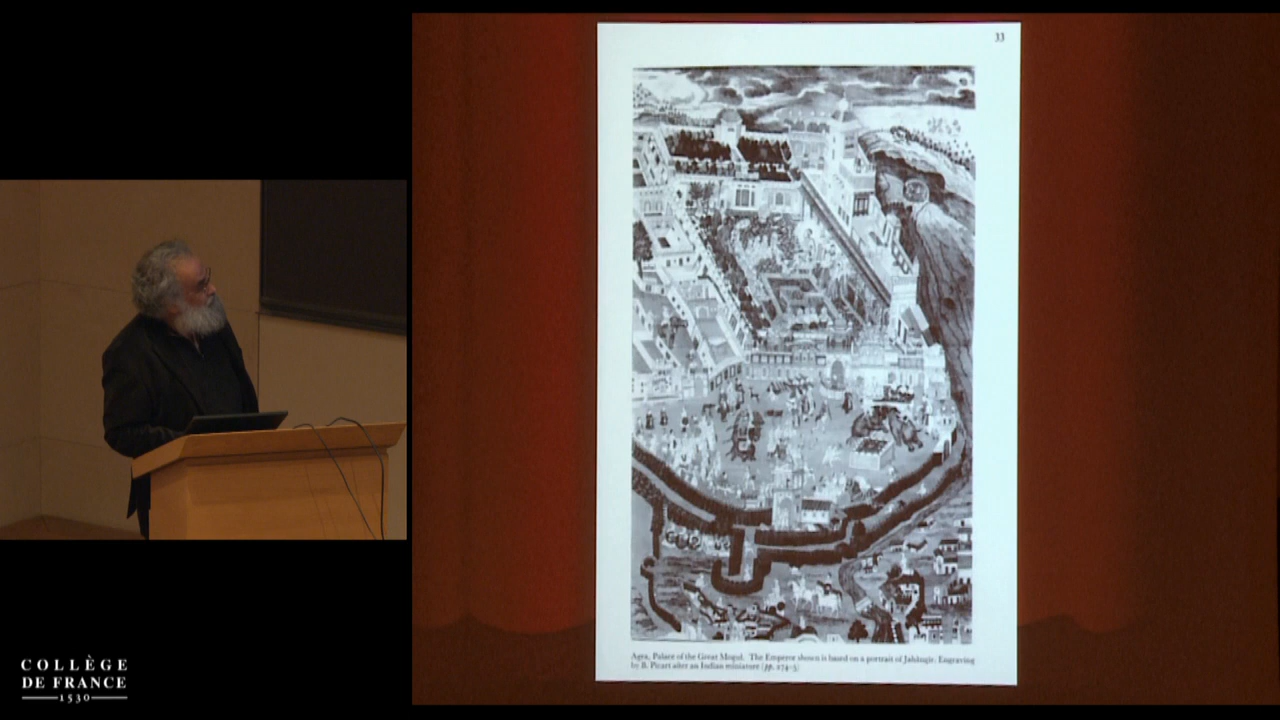 33
Agra, Palace of the Great Mogul. The Emperor shown is based on a portrait of Jahāngīr. Engraving
by B. Picart after an Indian miniature (pp. 274-5)
COLLÈGE
DE FRANCE
1530